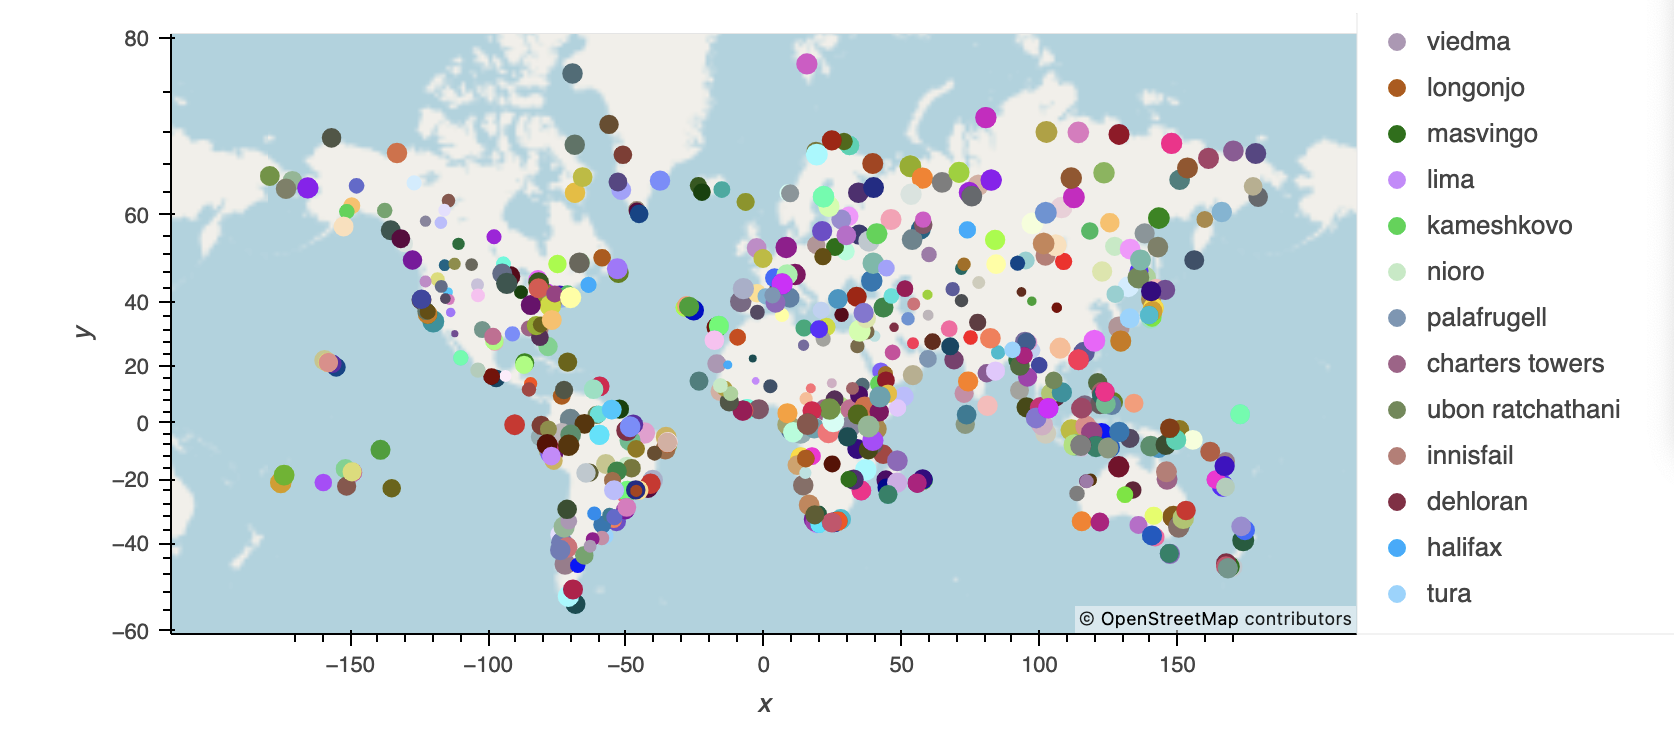 80
60
40
20
0
−20
−40
−60
y
−150
−100
−50
0
50
100
150
x
© OpenStreetMap contributors
viedma
longonjo
masvingo
lima
kameshkovo
nioro
palafrugell
charters towers
ubon ratchathani
innisfail
dehloran
halifax
tura